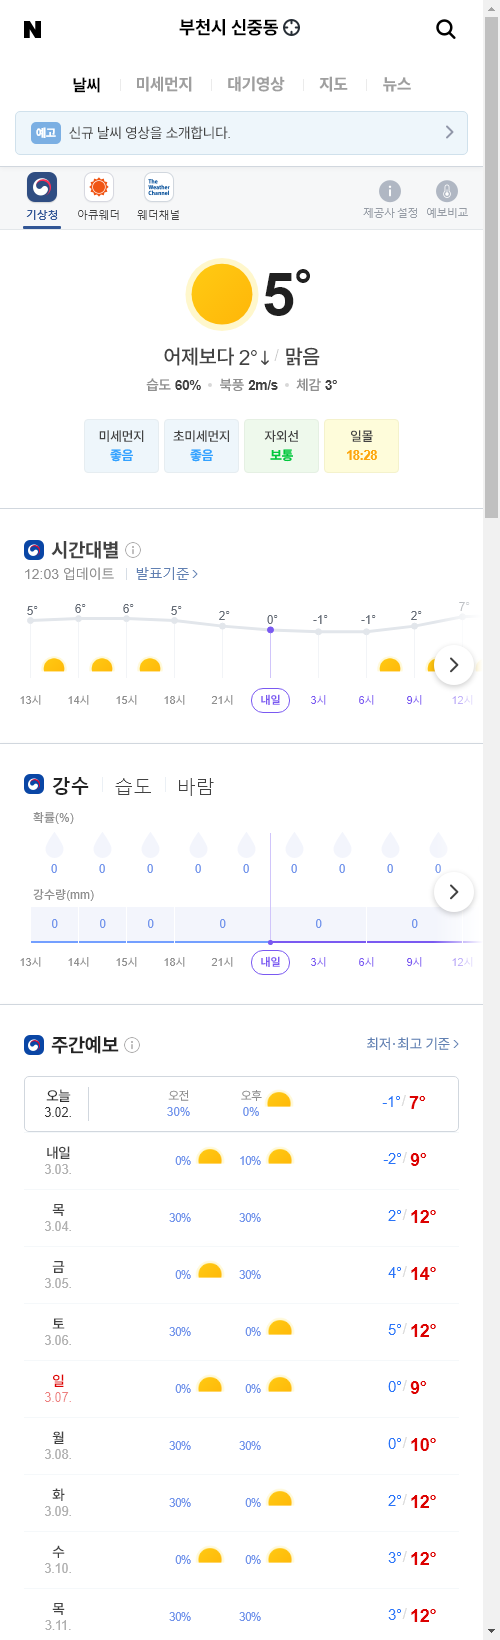 N 부천시 신중동
날씨 미세먼지 대기영상 지도 뉴스
예고 신규 날씨 영상을 소개합니다.
The Weather Channel
기상청 아큐웨더 웨더채널 제공사 설정 예보비교
5°
어제보다 2°↓ / 맑음
습도 60% • 북풍 2m/s • 체감 3°
미세먼지 초미세먼지 자외선 일몰
좋음 좋음 보통 18:28
시간대별
12:03 업데이트 발표기준 >
5° 6° 6° 5° 2° 0° -1° -1° 2° 7°
13시 14시 15시 18시 21시 내일 3시 6시 9시 12시
강수 습도 바람
확률(%)
0 0 0 0 0 0 0 0 0
강수량(mm)
0 0 0 0 0 0
13시 14시 15시 18시 21시 내일 3시 6시 9시 12시
주간예보 최저·최고 기준 >
오늘 오전 오후
3.02. 30% 0% -1° / 7°
내일
3.03. 0% 10% -2° / 9°
목
3.04. 30% 30% 2° / 12°
금
3.05. 0% 30% 4° / 14°
토
3.06. 30% 0% 5° / 12°
일
3.07. 0% 0% 0° / 9°
월
3.08. 30% 30% 0° / 10°
화
3.09. 30% 0% 2° / 12°
수
3.10. 0% 0% 3° / 12°
목
3.11. 30% 30% 3° / 12°